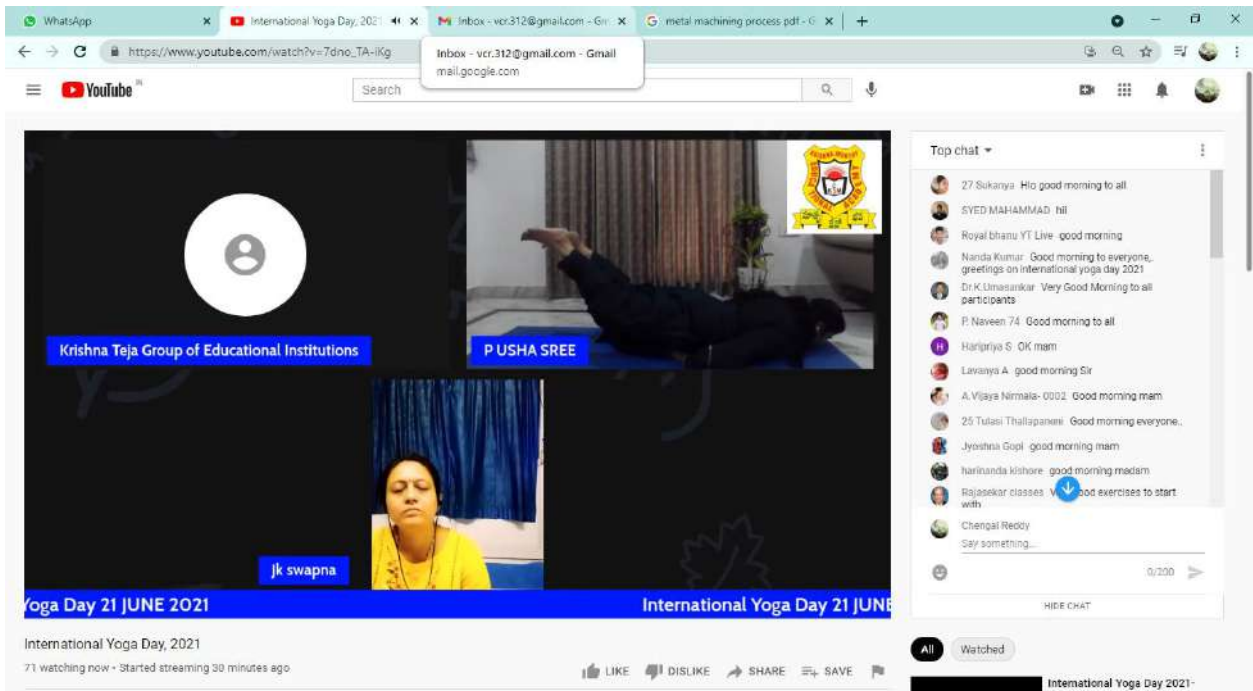 WhatsApp
International Yoga Day, 2021
Inbox - vcr.312@gmail.com - Gm
metal machining process pdf - G
https://www.youtube.com/watch?v=7dno_TA-iKg
Inbox - vcr.312@gmail.com - Gmail
mail.google.com
YouTube IN
Search
Krishna Teja Group of Educational Institutions
P USHA SREE
Jk swapna
Yoga Day 21 JUNE 2021
International Yoga Day 21 JUNE
International Yoga Day, 2021
71 watching now • Started streaming 30 minutes ago
LIKE
DISLIKE
SHARE
SAVE
Top chat
27 Sukanya Hlo good morning to all
SYED MAHAMMAD hii
Royal bhanu YT Live good morning
Nanda Kumar Good morning to everyone,.
greetings on international yoga day 2021
Dr.K.Umasankar Very Good Morning to all
participants
P. Naveen 74 Good morning to all
H
Haripriya S OK mam
Lavanya A good morning Sir
A.Vijaya Nirmala- 0002 Good morning mam
25 Tulasi Thallapaneni Good morning everyone..
Jyoshna Gopi good morning mam
harinanda kishore good morning madam
Rajasekar classes good exercises to start
with
Chengal Reddy
Say something...
0/200
HIDE CHAT
All
Watched
International Yoga Day 2021-